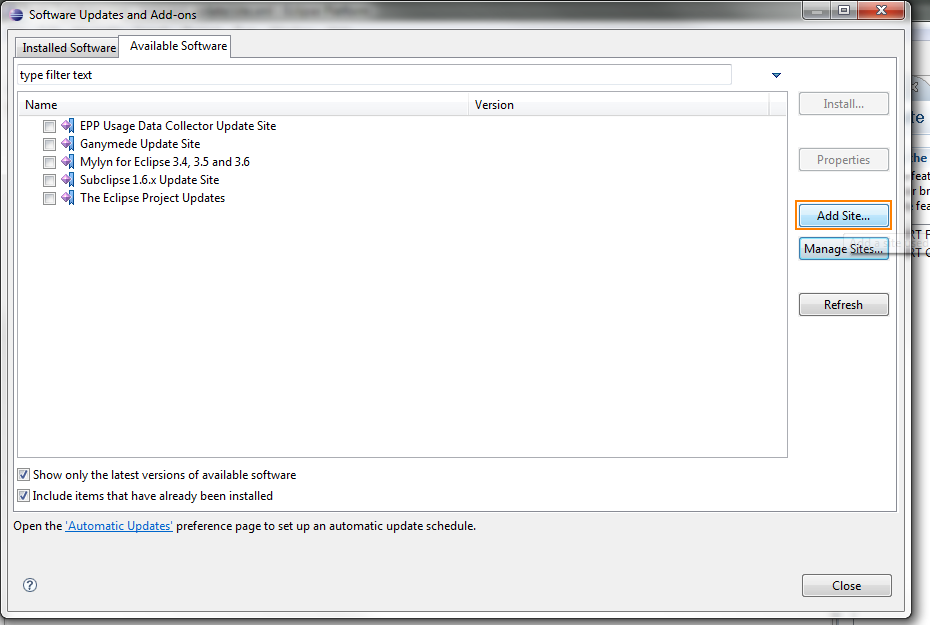 Software Updates and Add-ons
Installed Software
Available Software
type filter text
Name
Version
Install...
EPP Usage Data Collector Update Site
Ganymede Update Site
Mylyn for Eclipse 3.4, 3.5 and 3.6
Subclipse 1.6.x Update Site
The Eclipse Project Updates
Properties
Add Site...
Manage Sites...
Refresh
Show only the latest versions of available software
Include items that have already been installed
Open the 'Automatic Updates' preference page to set up an automatic update schedule.
Close